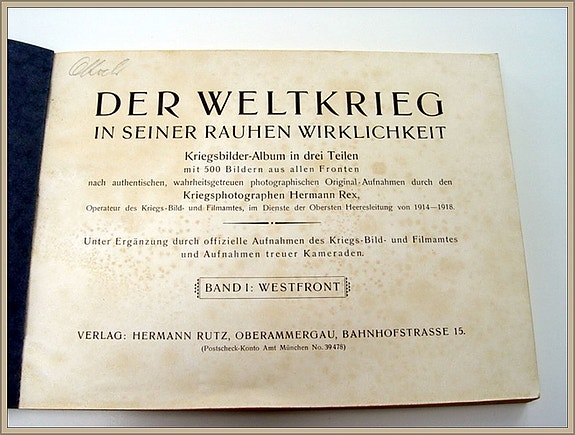 DER WELTKRIEG
IN SEINER RAUHEN WIRKLICHKEIT
Kriegsbilder-Album in drei Teilen
mit 500 Bildern aus allen Fronten
nach authentischen, wahrheitsgetreuen photographischen Original-Aufnahmen durch den
Kriegsphotographen Hermann Rex,
Operateur des Kriegs-Bild- und Filmamtes, im Dienste der Obersten Heeresleitung von 1914—1918.
Unter Ergänzung durch offizielle Aufnahmen des Kriegs-Bild- und Filmamtes
und Aufnahmen treuer Kameraden.
BAND I: WESTFRONT
VERLAG: HERMANN RUTZ, OBERAMMERGAU, BAHNHOFSTRASSE 15.
(Postscheck-Konto Amt München No. 39478)